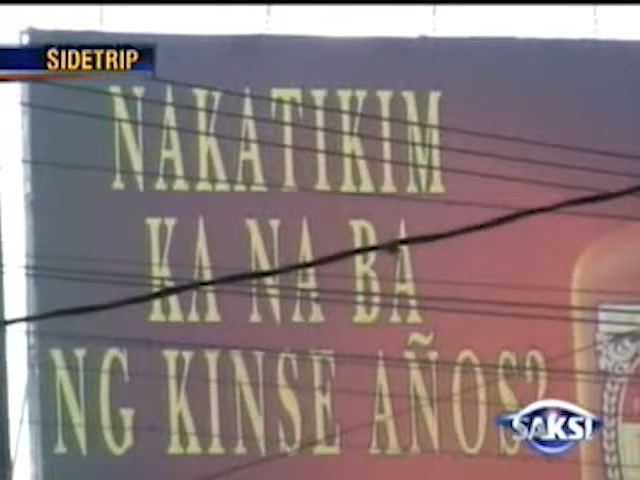 SIDETRIP
NAKATIKIM
KA NA BA
NG KINSE AÑOS?
SAKSI